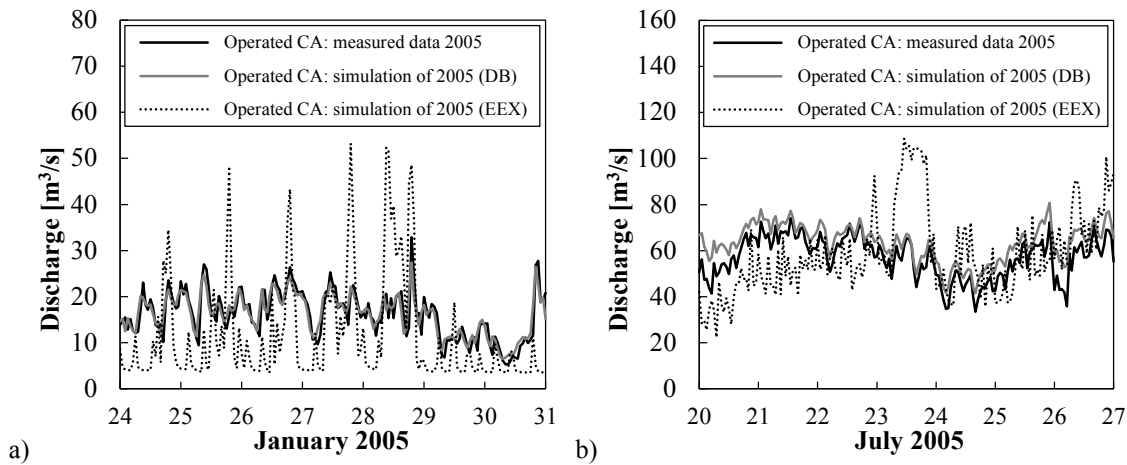 80
70
60
50
40
30
20
10
0
Discharge [m³/s]
Operated CA: measured data 2005
Operated CA: simulation of 2005 (DB)
Operated CA: simulation of 2005 (EEX)
24 25 26 27 28 29 30 31
January 2005
a)
160
140
120
100
80
60
40
20
0
Discharge [m³/s]
Operated CA: measured data 2005
Operated CA: simulation of 2005 (DB)
Operated CA: simulation of 2005 (EEX)
20 21 22 23 24 25 26 27
July 2005
b)